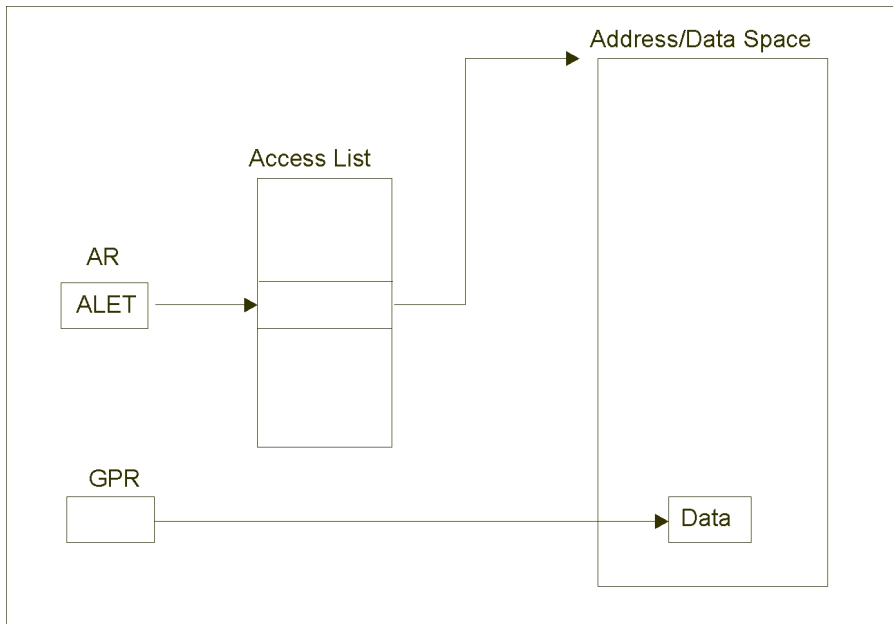 Address/Data Space
Access List
AR
ALET
GPR
Data